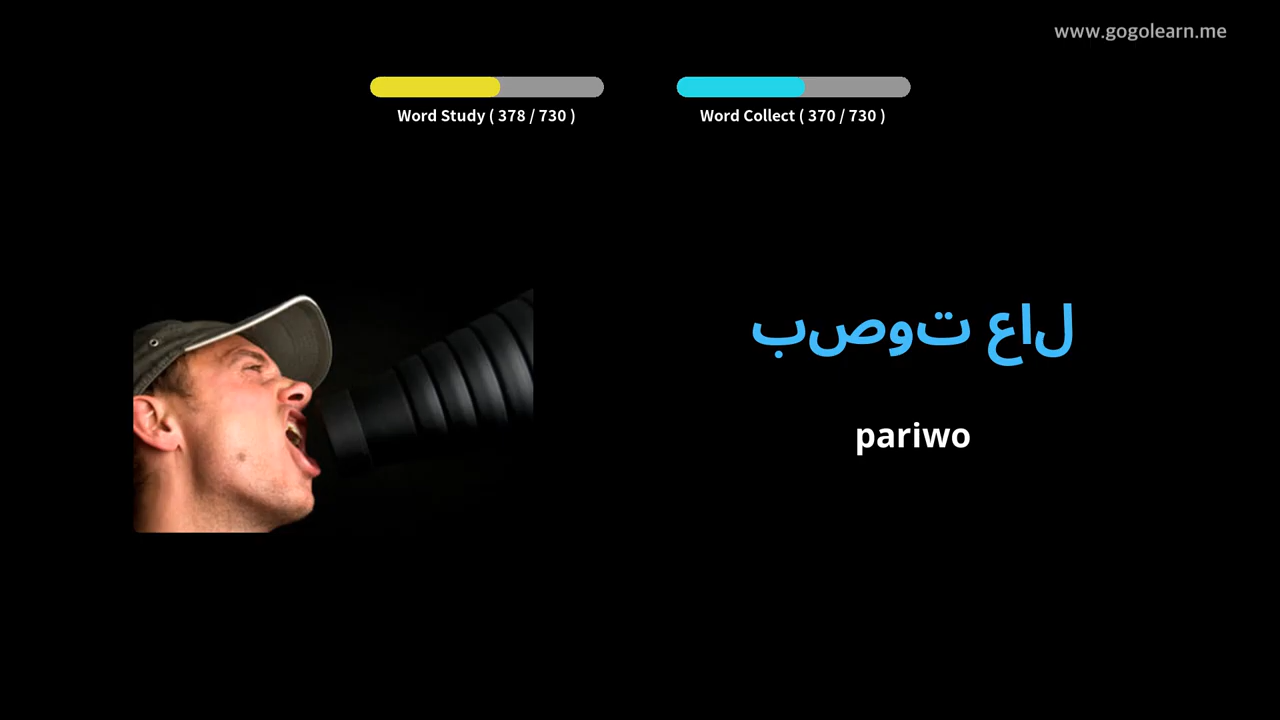 www.gogolearn.me
Word Study ( 378 / 730 )
Word Collect ( 370 / 730 )
بصوت عال
pariwo